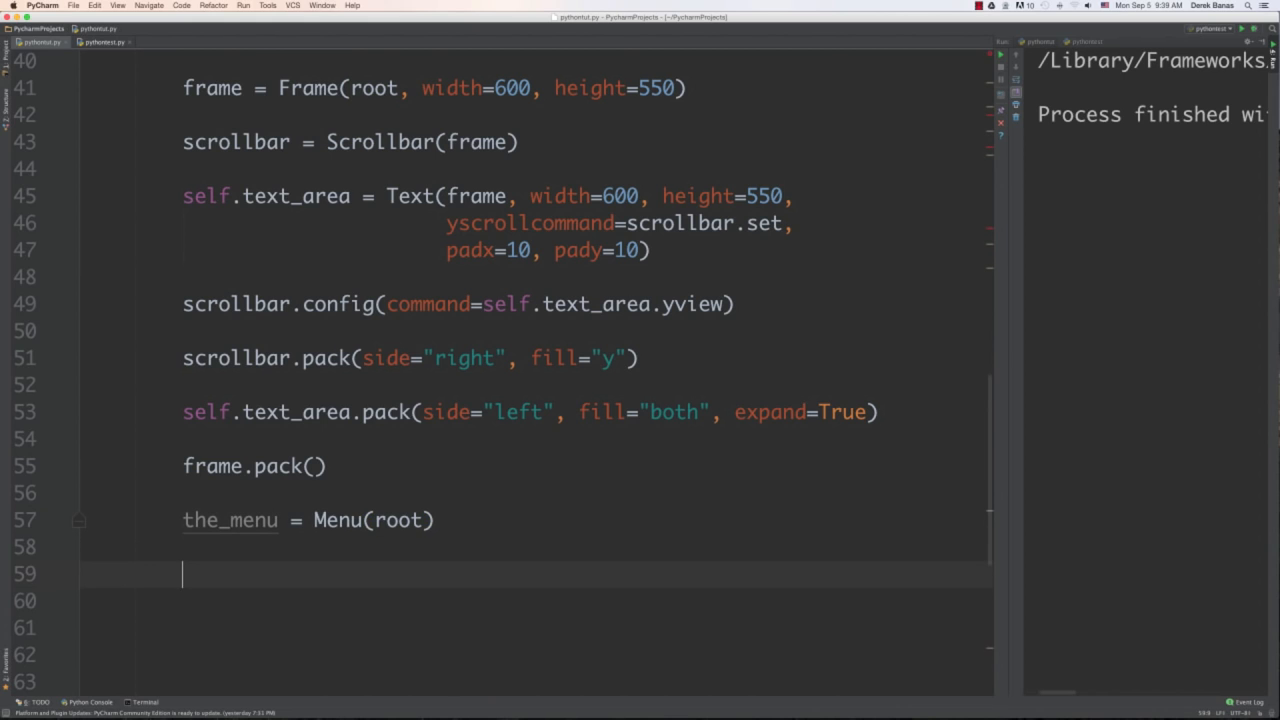 PyCharm File Edit View Navigate Code Refactor Run Tools VCS Window Help
10 Mon Sep 5 9:39 AM Derek Banas
pythontut.py - PycharmProjects - [~/PycharmProjects]
PycharmProjects pythontut.py
pythontest
pythontut.py pythontest.py
Run: pythontut pythontest
1: Project
Z: Structure
2: Favorites
Run
40
41 frame = Frame(root, width=600, height=550)
42
43 scrollbar = Scrollbar(frame)
44
45 self.text_area = Text(frame, width=600, height=550,
46 yscrollcommand=scrollbar.set,
47 padx=10, pady=10)
48
49 scrollbar.config(command=self.text_area.yview)
50
51 scrollbar.pack(side="right", fill="y")
52
53 self.text_area.pack(side="left", fill="both", expand=True)
54
55 frame.pack()
56
57 the_menu = Menu(root)
58
59
60
61
62
63
/Library/Frameworks
Process finished wi
6: TODO Python Console Terminal
Event Log
Platform and Plugin Updates: PyCharm Community Edition is ready to update. (yesterday 7:51 PM)
59:9 LF÷ UTF-8÷